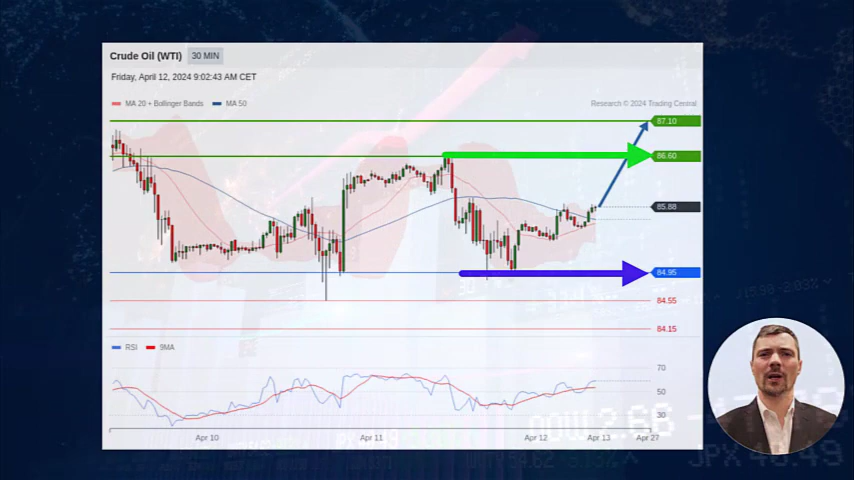 Crude Oil (WTI) 30 MIN
Friday, April 12, 2024 9:02:43 AM CET
MA 20 + Bollinger Bands MA 50
Research © 2024 Trading Central
87.10
86.60
85.88
84.95
84.55
84.15
RSI 9MA
70
50
30
Apr 10 Apr 11 Apr 12 Apr 13 Apr 27